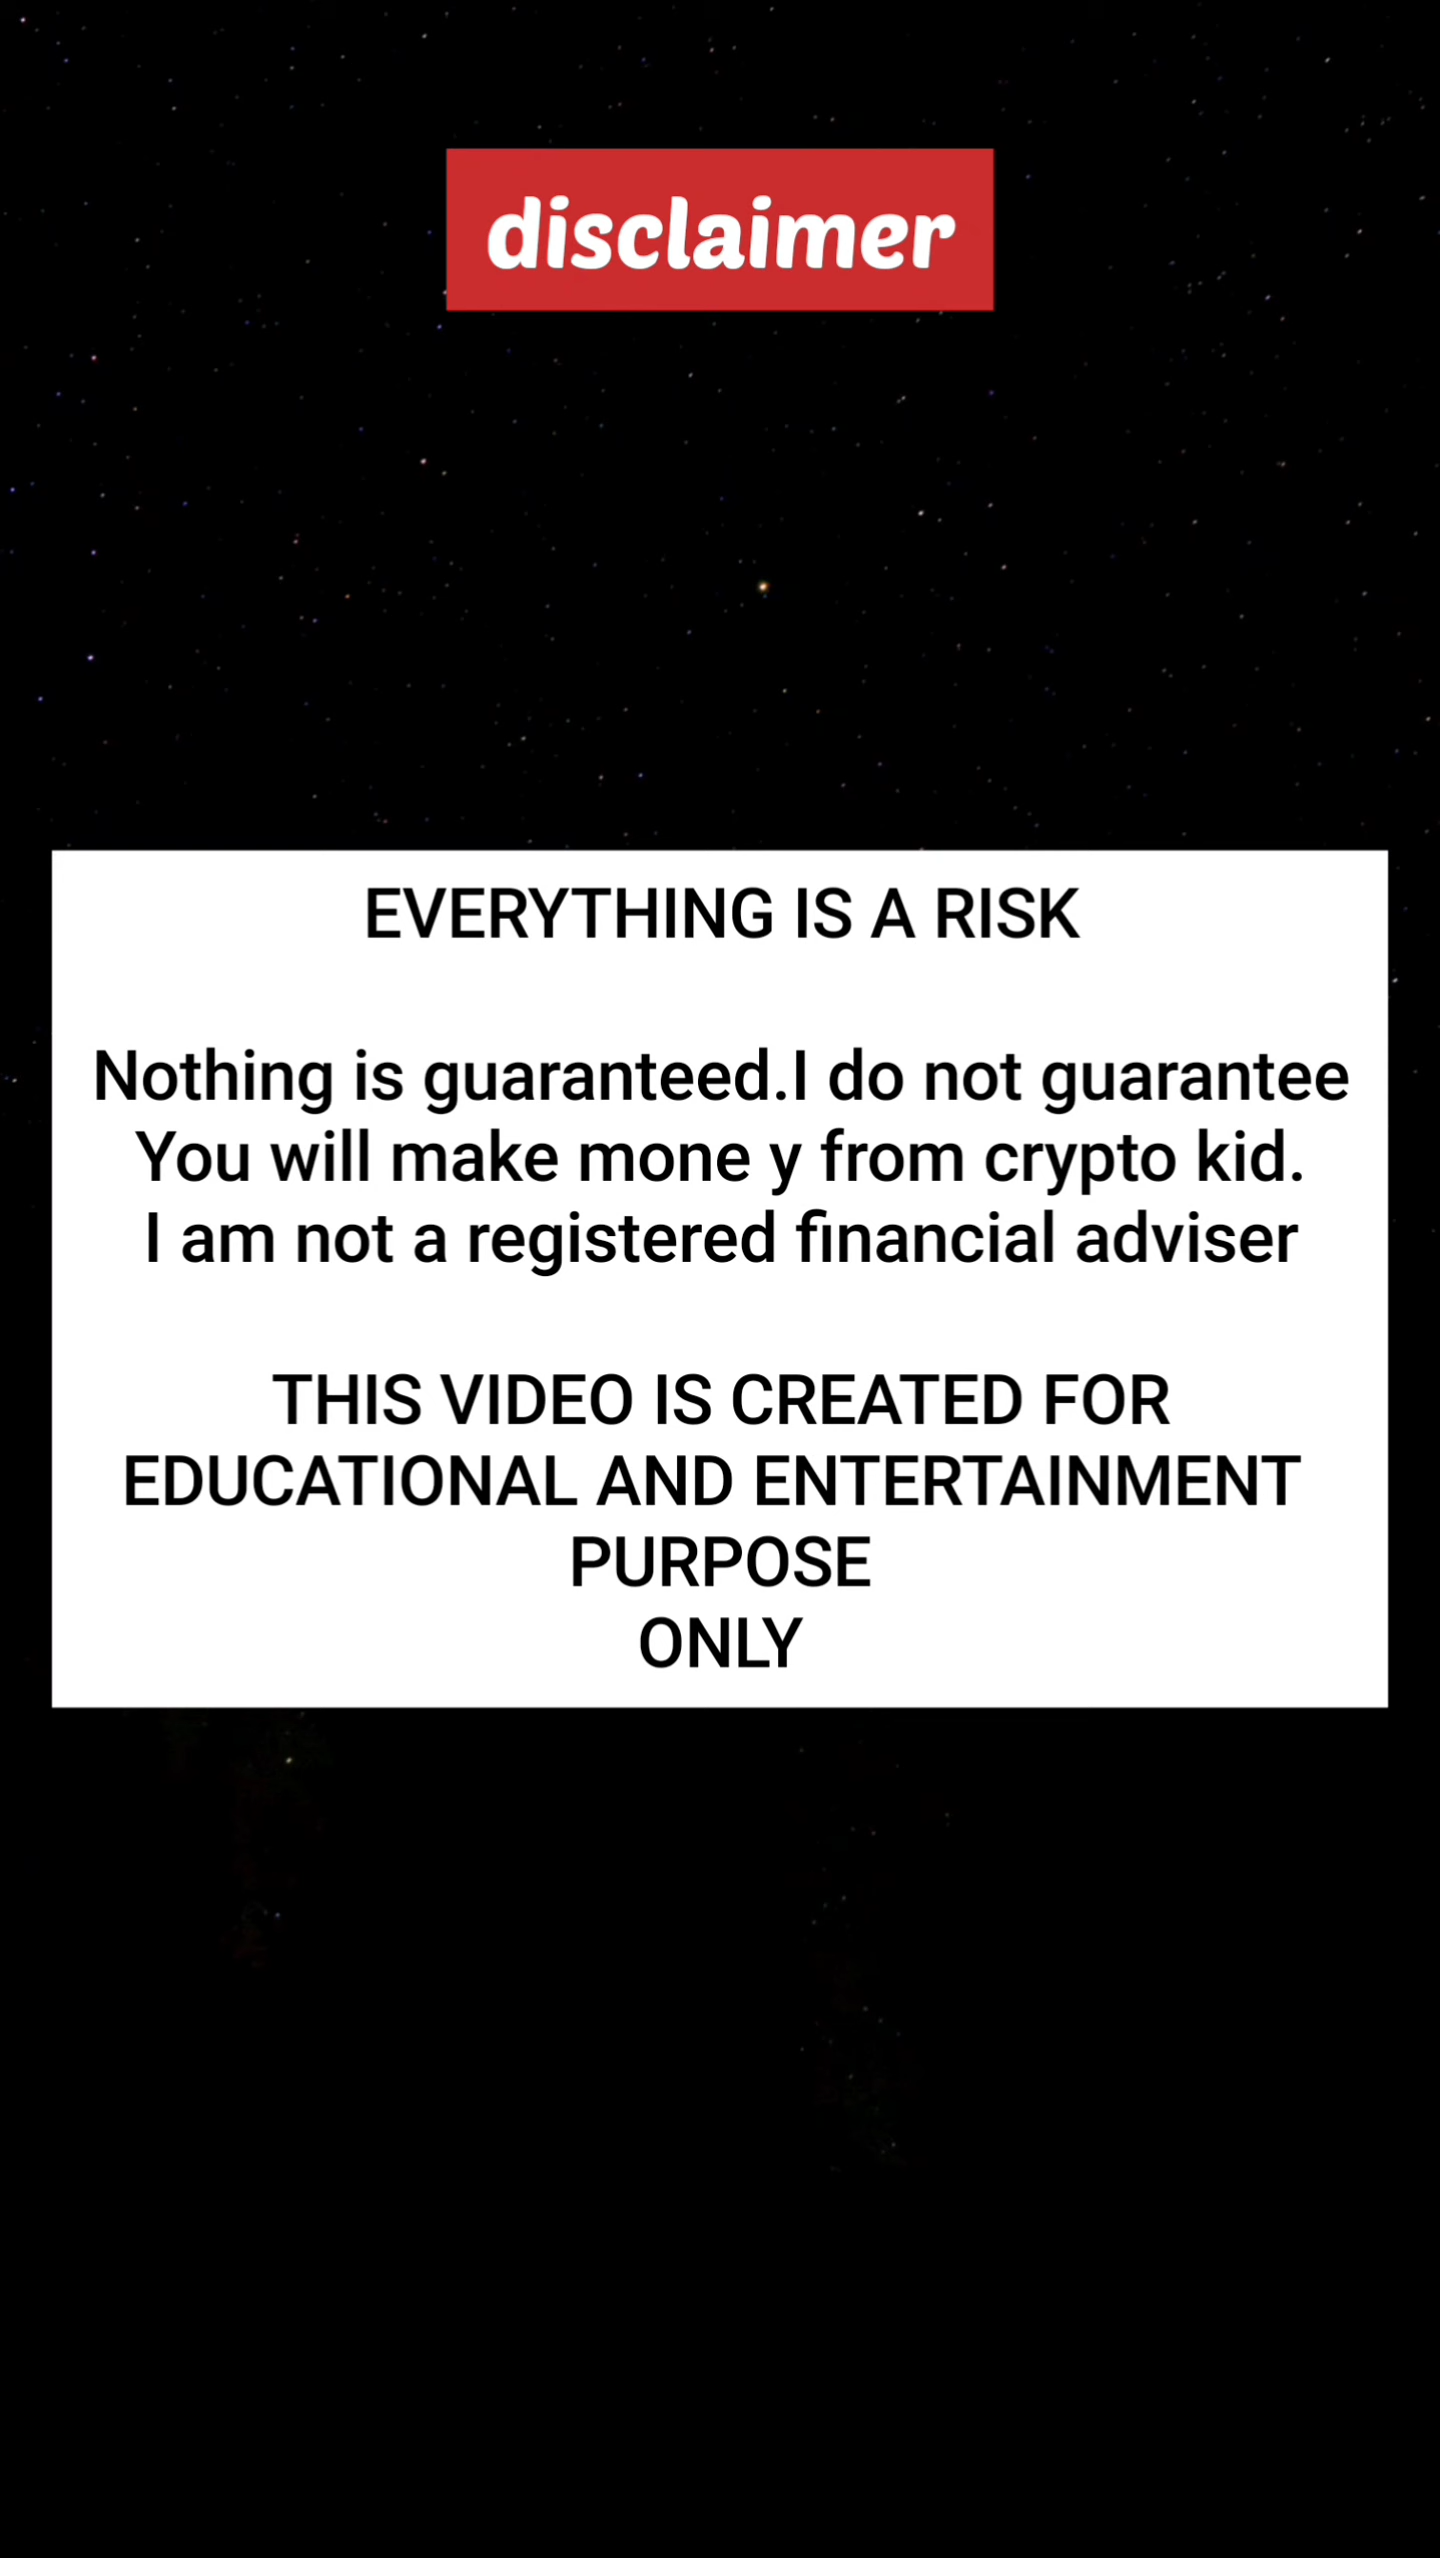 disclaimer
EVERYTHING IS A RISK
Nothing is guaranteed.I do not guarantee
You will make mone y from crypto kid.
I am not a registered financial adviser
THIS VIDEO IS CREATED FOR
EDUCATIONAL AND ENTERTAINMENT
PURPOSE
ONLY